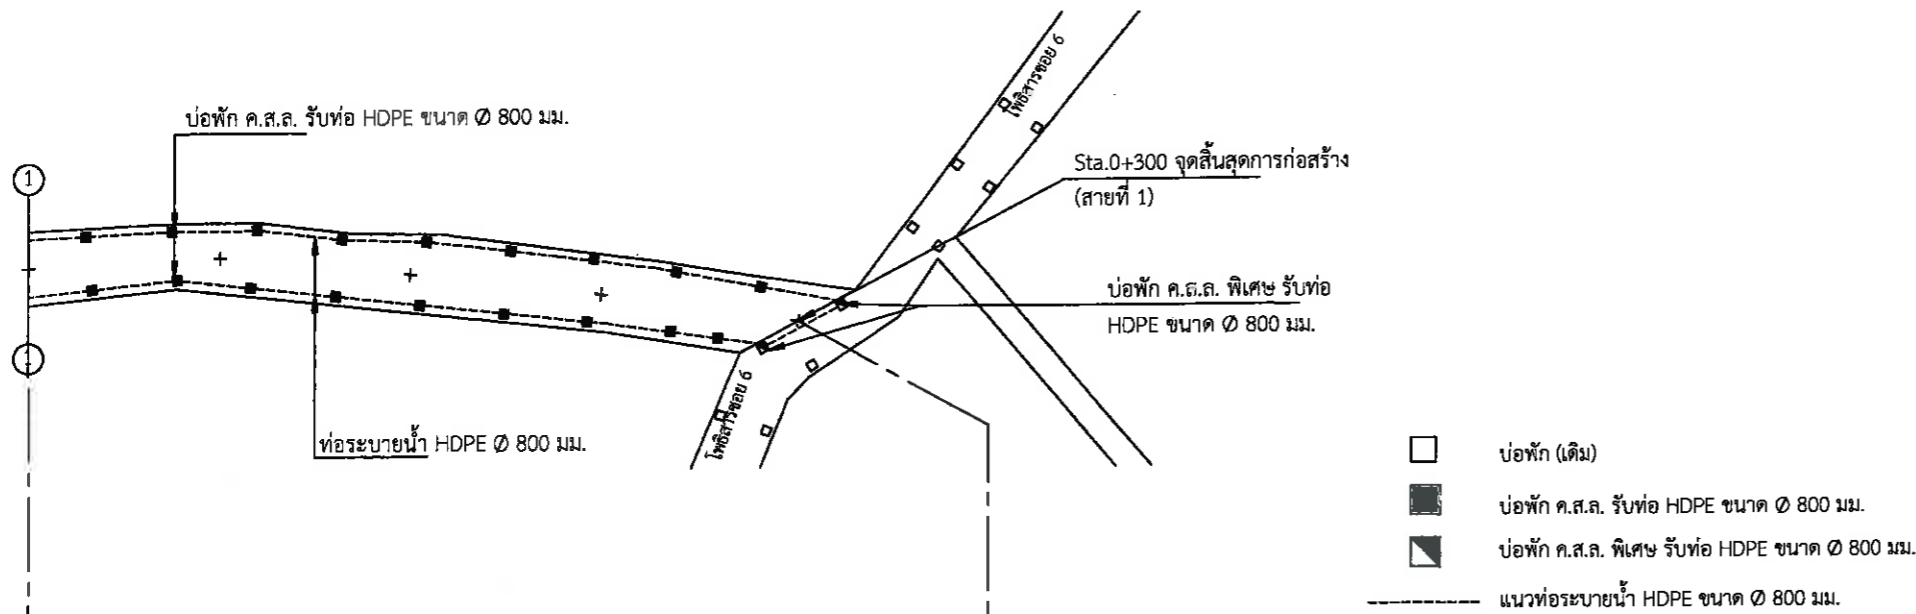 โพธิสารซอย 6
บ่อพัก ค.ส.ล. รับท่อ HDPE ขนาด Ø 800 มม.
Sta.0+300 จุดสิ้นสุดการก่อสร้าง
(สายที่ 1)
1
บ่อพัก ค.ส.ล. พิเศษ รับท่อ
HDPE ขนาด Ø 800 มม.
1
โพธิสารซอย 6
ท่อระบายน้ำ HDPE Ø 800 มม.
บ่อพัก (เดิม)
บ่อพัก ค.ส.ล. รับท่อ HDPE ขนาด Ø 800 มม.
บ่อพัก ค.ส.ล. พิเศษ รับท่อ HDPE ขนาด Ø 800 มม.
แนวท่อระบายน้ำ HDPE ขนาด Ø 800 มม.